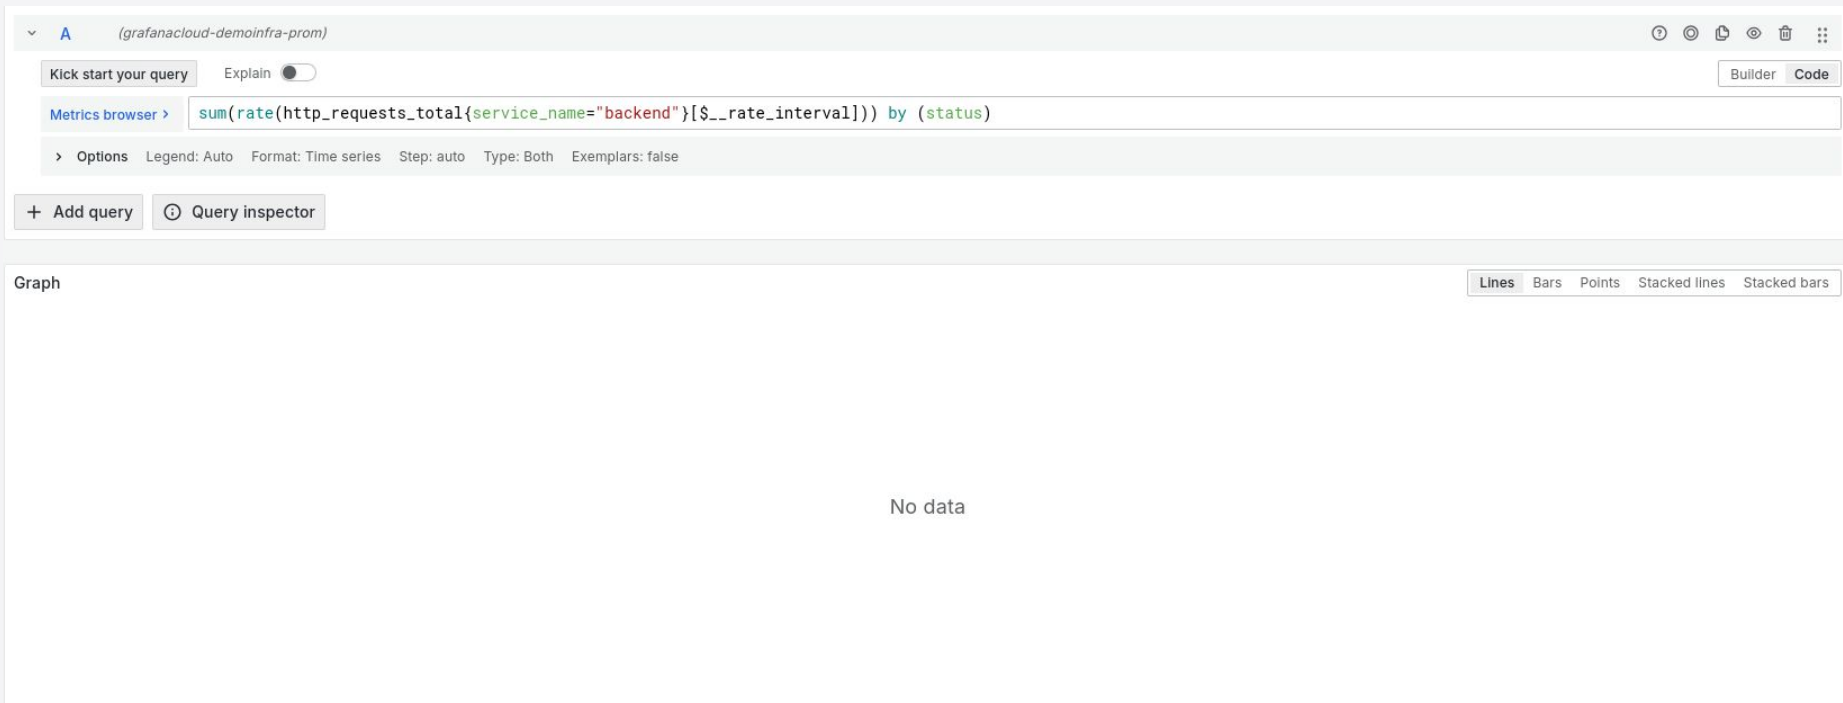 A (grafanacloud-demoinfra-prom)
Kick start your query Explain Builder Code
Metrics browser > sum(rate(http_requests_total{service_name="backend"}[$__rate_interval])) by (status)
> Options Legend: Auto Format: Time series Step: auto Type: Both Exemplars: false
+ Add query Query inspector
Graph Lines Bars Points Stacked lines Stacked bars
No data